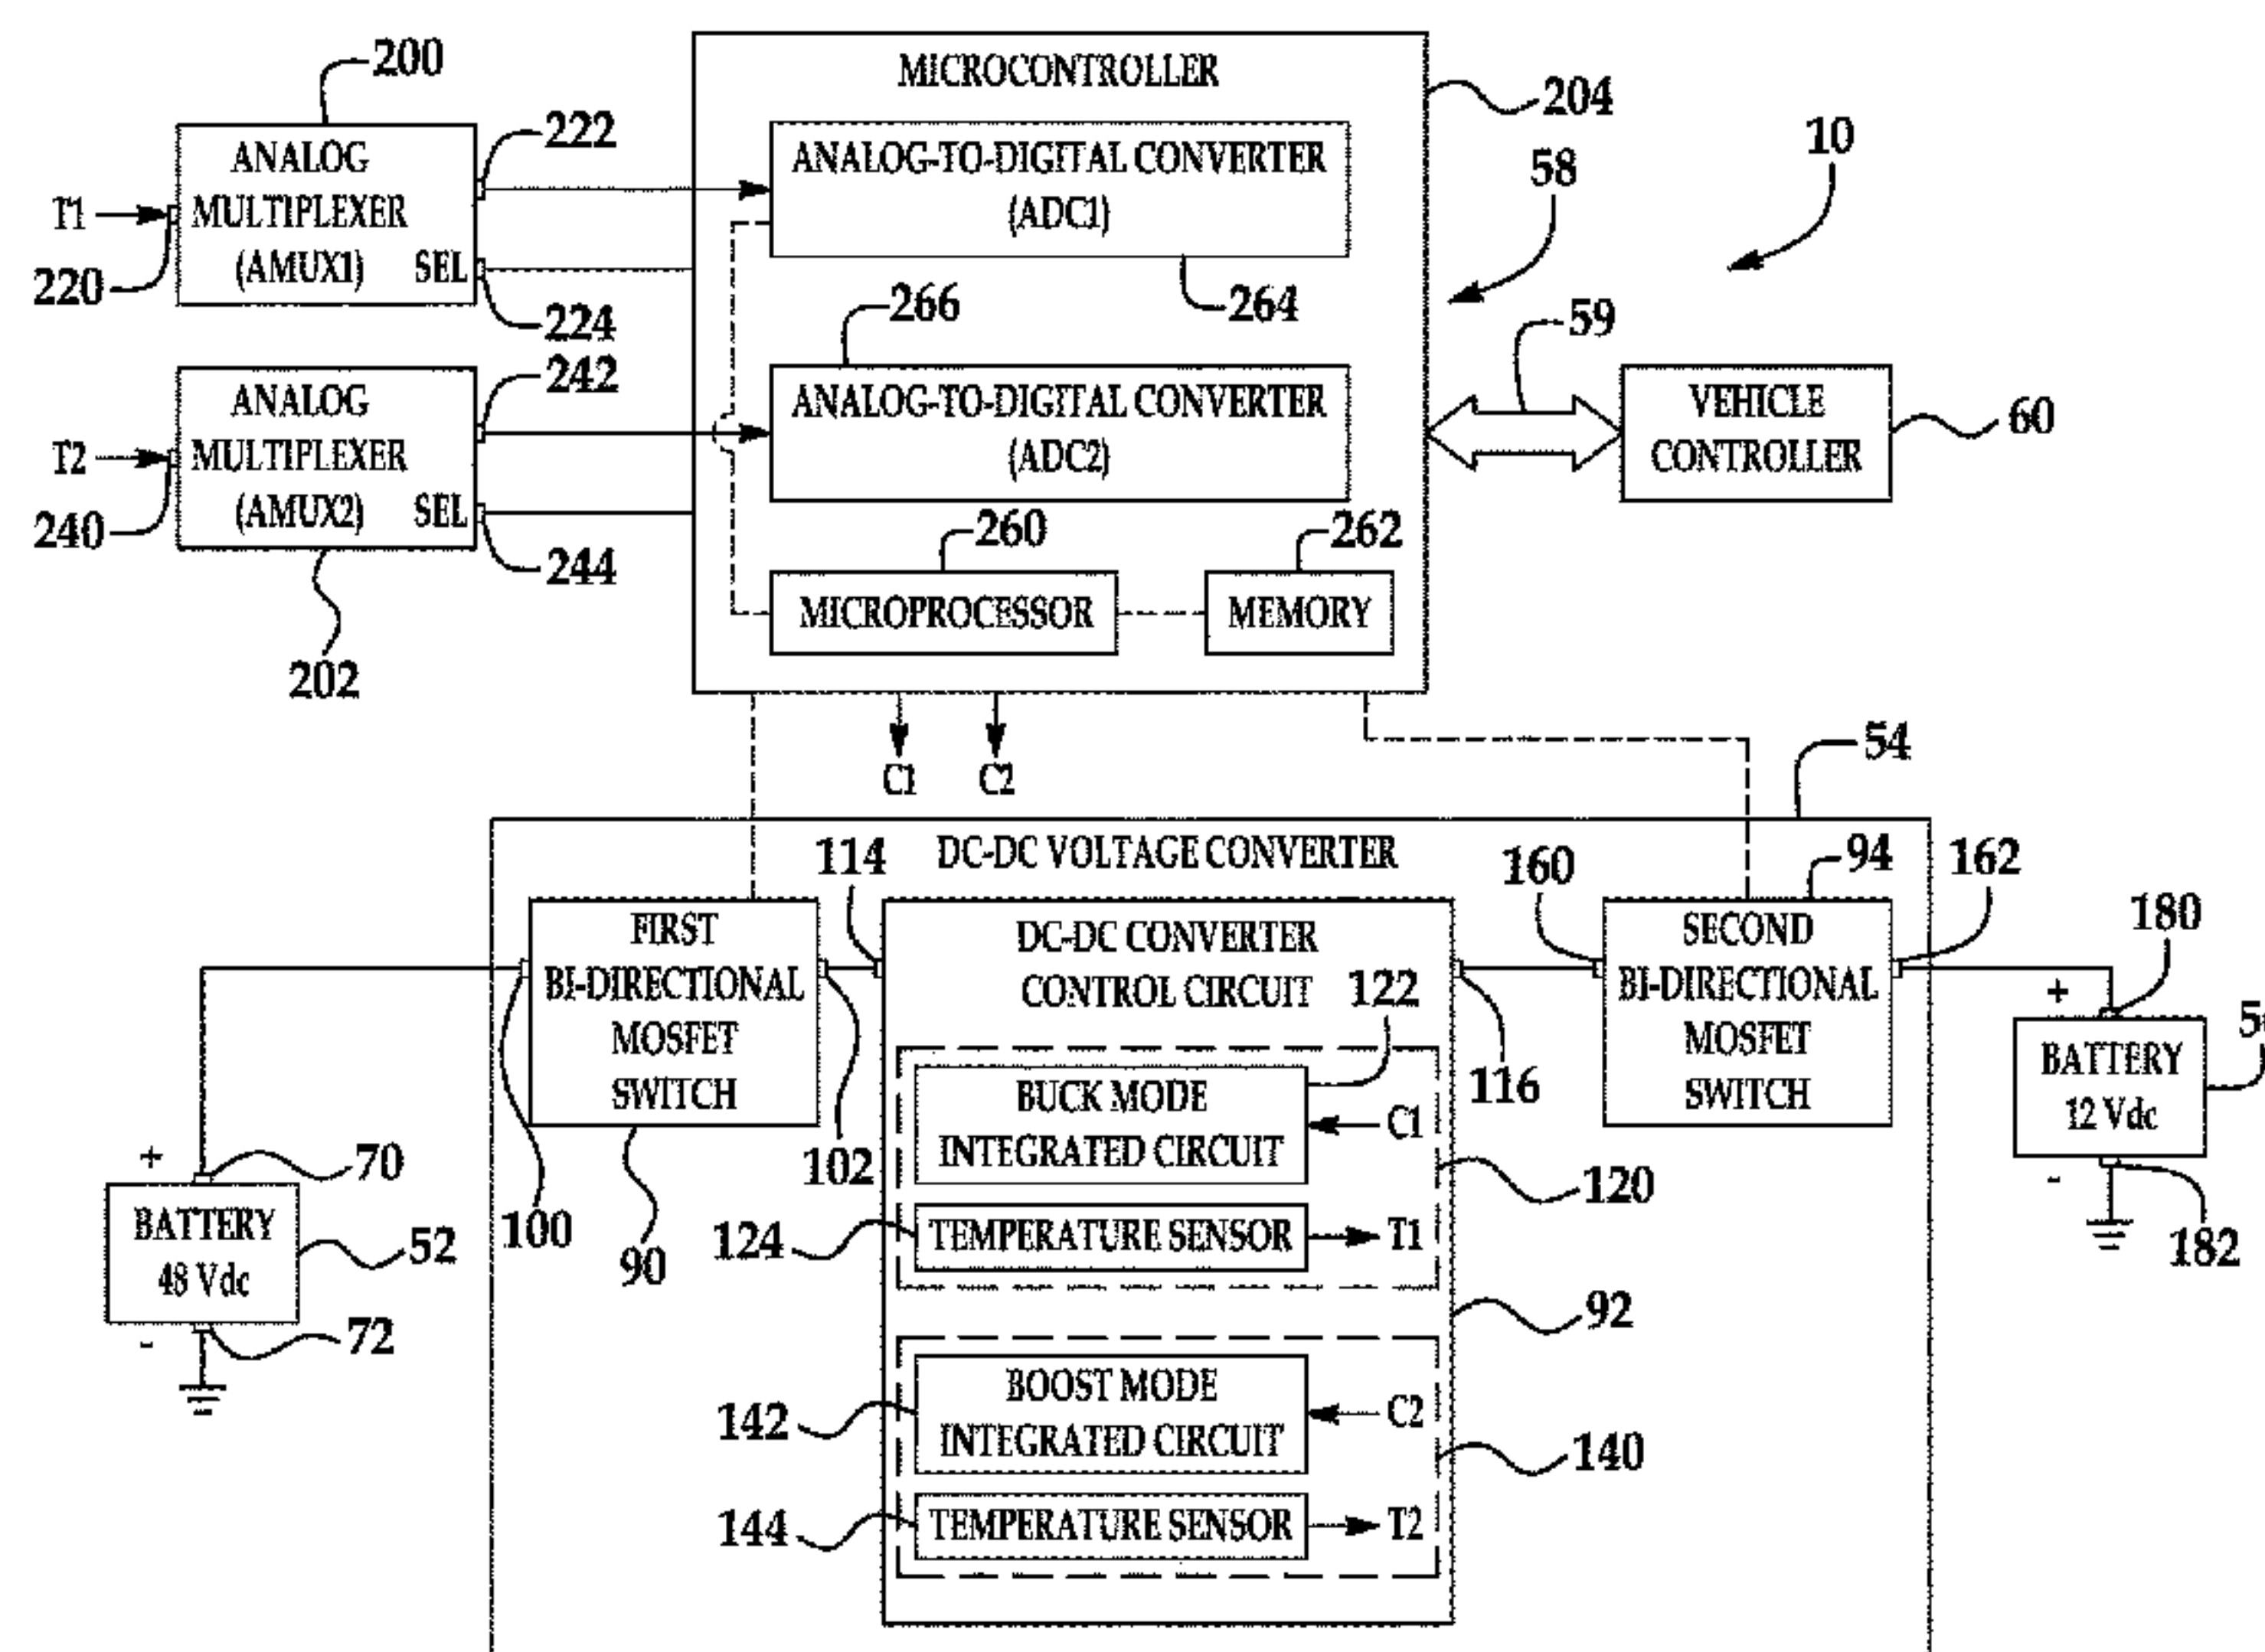 200
MICROCONTROLLER
204
10
ANALOG
MULTIPLEXER
(AMUX1)
SEL
222
T1
220
224
ANALOG-TO-DIGITAL CONVERTER
(ADC1)
264
58
59
266
ANALOG
MULTIPLEXER
(AMUX2)
SEL
242
T2
240
244
202
ANALOG-TO-DIGITAL CONVERTER
(ADC2)
VEHICLE
CONTROLLER
60
260
262
MICROPROCESSOR
MEMORY
C1
C2
54
DC-DC VOLTAGE CONVERTER
114
160
94
162
180
FIRST
BI-DIRECTIONAL
MOSFET
SWITCH
100
90
102
DC-DC CONVERTER
CONTROL CIRCUIT
122
116
SECOND
BI-DIRECTIONAL
MOSFET
SWITCH
+
BATTERY
12 Vdc
-
182
BUCK MODE
INTEGRATED CIRCUIT
C1
120
124
TEMPERATURE SENSOR
T1
92
+
70
BATTERY
48 Vdc
52
-
72
BOOST MODE
INTEGRATED CIRCUIT
C2
142
140
144
TEMPERATURE SENSOR
T2